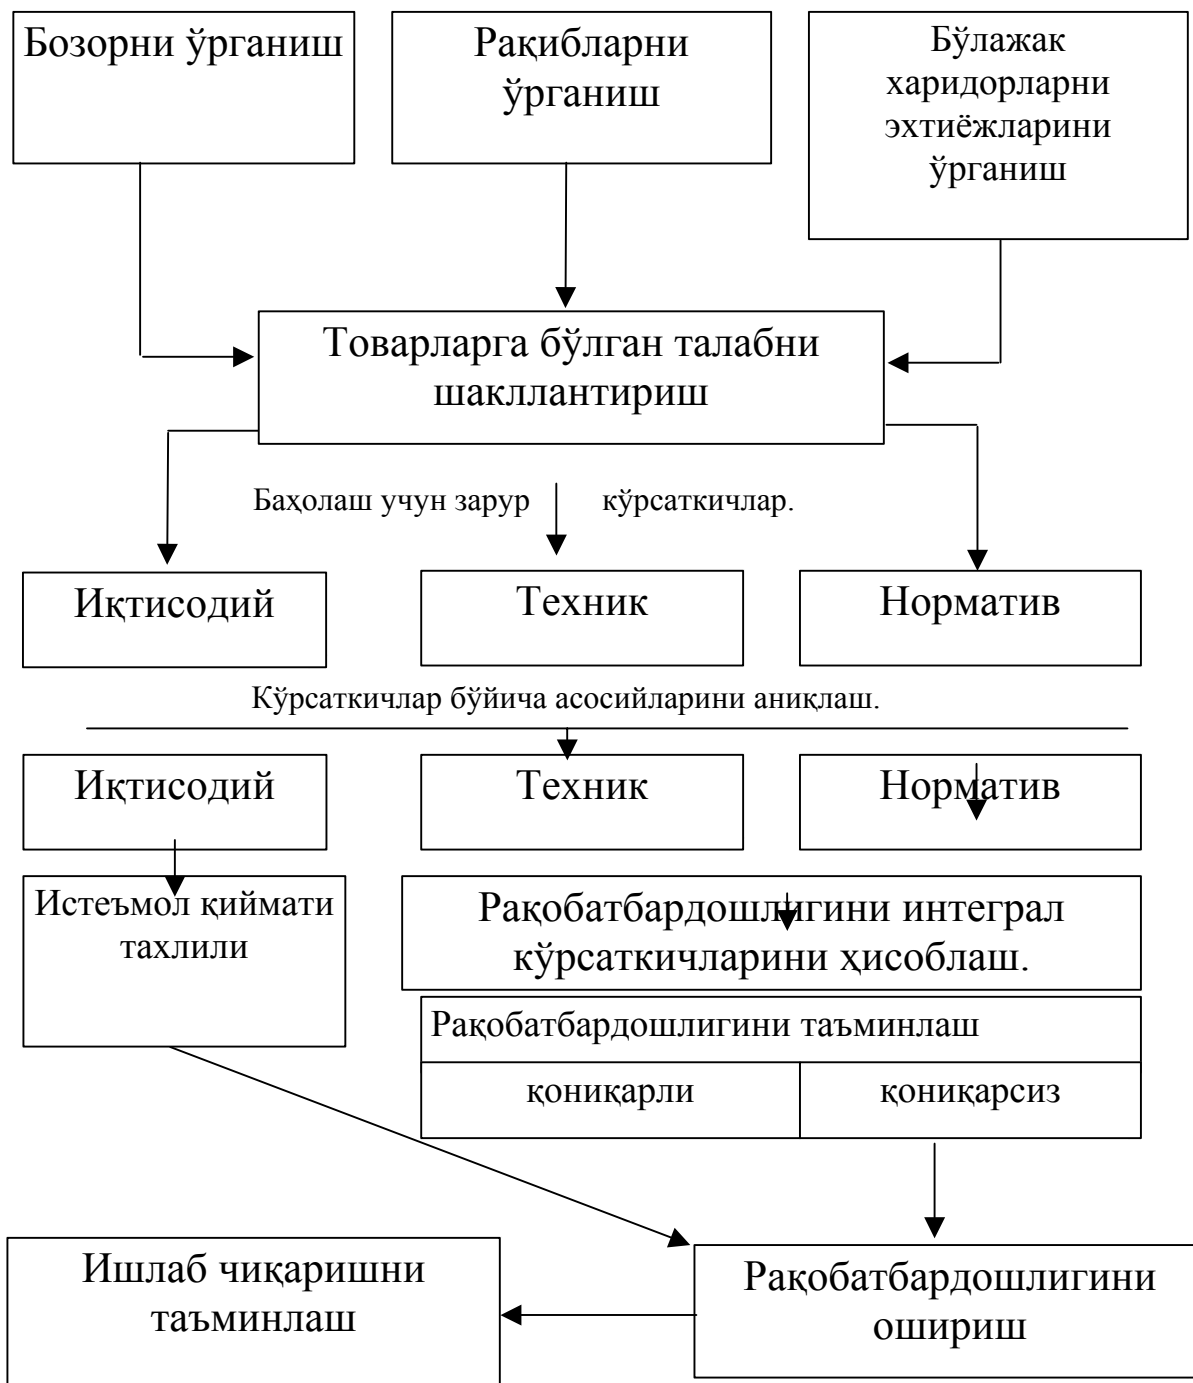 Бозорни ўрганиш
Рақибларни
ўрганиш
Бўлажак
харидорларни
эхтиёжларини
ўрганиш
Товарларга бўлган талабни
шакллантириш
Баҳолаш учун зарур кўрсаткичлар.
Иқтисодий
Техник
Норматив
Кўрсаткичлар бўйича асосийларини аниқлаш.
Иқтисодий
Техник
Норматив
Истеъмол қиймати
тахлили
Рақобатбардошлигини интеграл
кўрсаткичларини ҳисоблаш.
Рақобатбардошлигини таъминлаш
қониқарли
қониқарсиз
Ишлаб чиқаришни
таъминлаш
Рақобатбардошлигини
ошириш